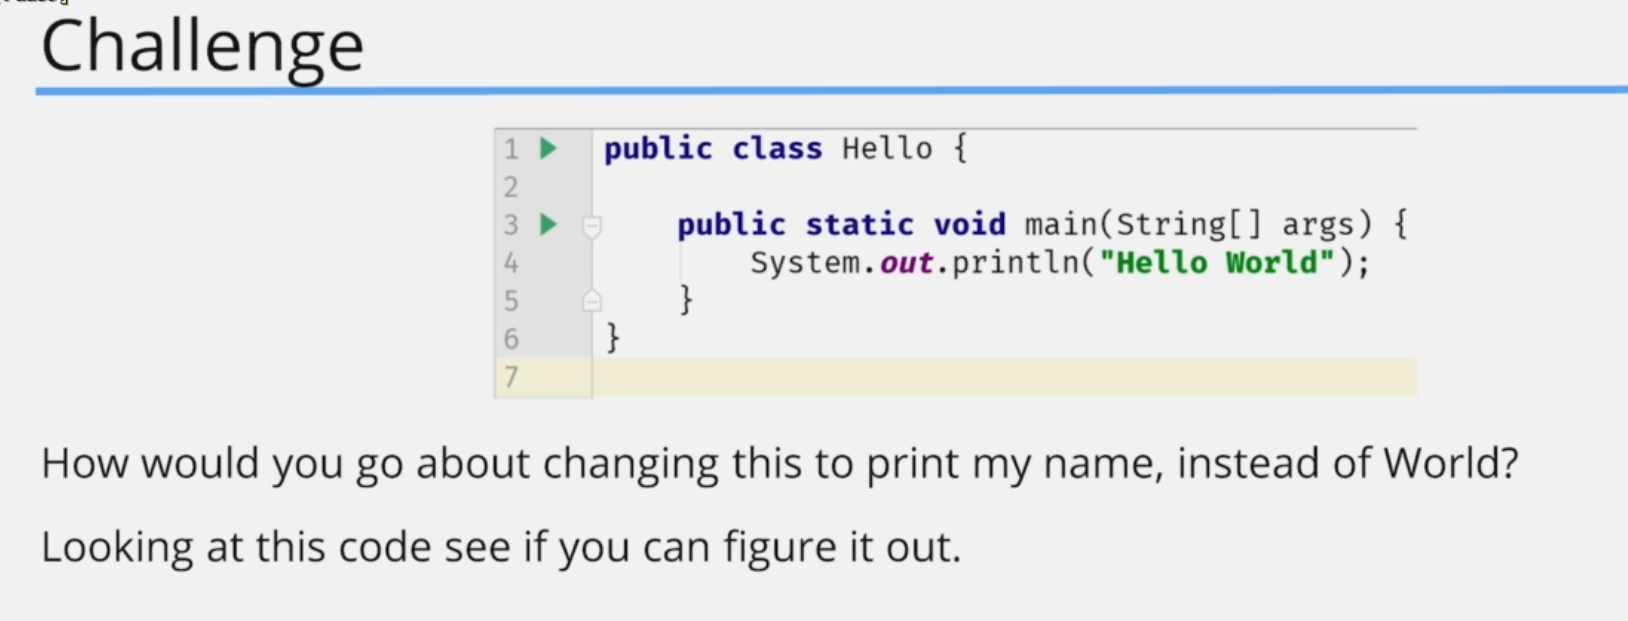 Challenge
1 public class Hello {
2
3 public static void main(String[] args) {
4 System.out.println("Hello World");
5 }
6 }
7
How would you go about changing this to print my name, instead of World?
Looking at this code see if you can figure it out.